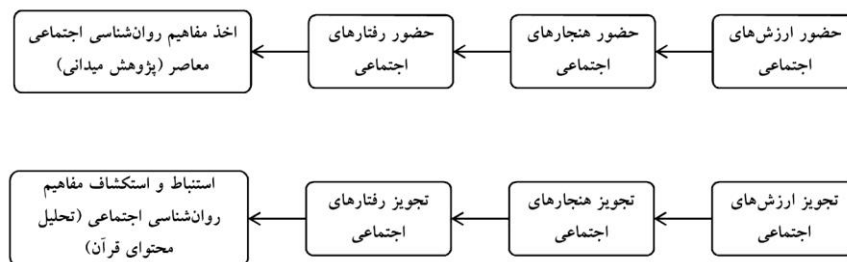 حضور ارزش‌های
اجتماعی
حضور هنجارهای
اجتماعی
حضور رفتارهای
اجتماعی
اخذ مفاهیم روان‌شناسی اجتماعی
معاصر (پژوهش میدانی)
تجویز ارزش‌های
اجتماعی
تجویز هنجارهای
اجتماعی
تجویز رفتارهای
اجتماعی
استنباط و استکشاف مفاهیم
روان‌شناسی اجتماعی (تحلیل
محتوای قرآن)